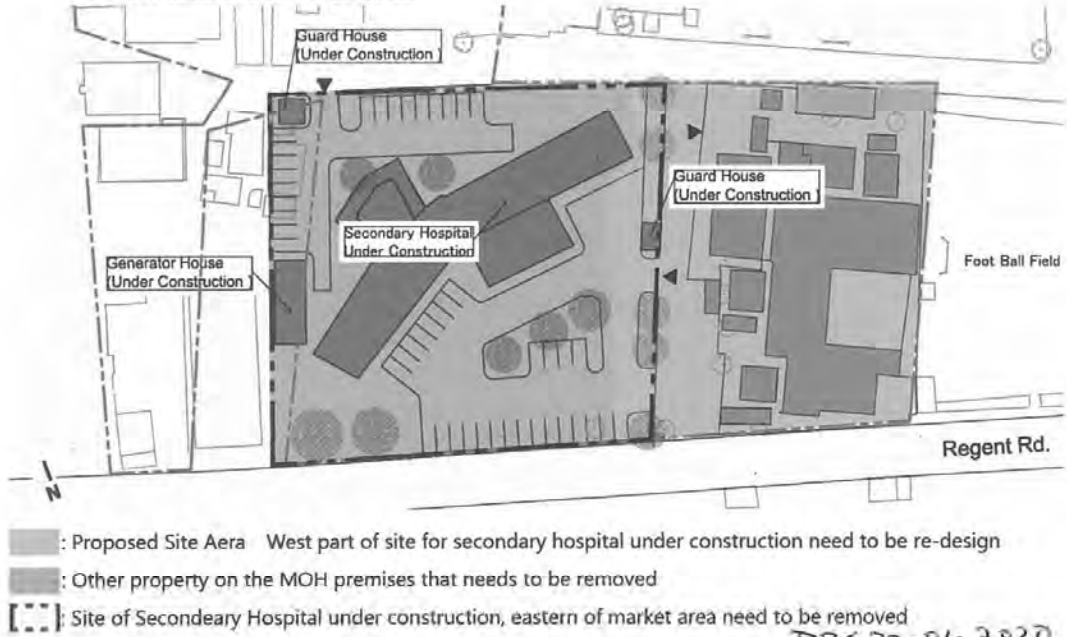 Guard House
(Under Construction )
Guard House
(Under Construction )
Secondary Hospital
Under Construction
Generator House
(Under Construction )
Foot Ball Field
Regent Rd.
N
: Proposed Site Aera West part of site for secondary hospital under construction need to be re-design
: Other property on the MOH premises that needs to be removed
: Site of Secondeary Hospital under construction, eastern of market area need to be removed